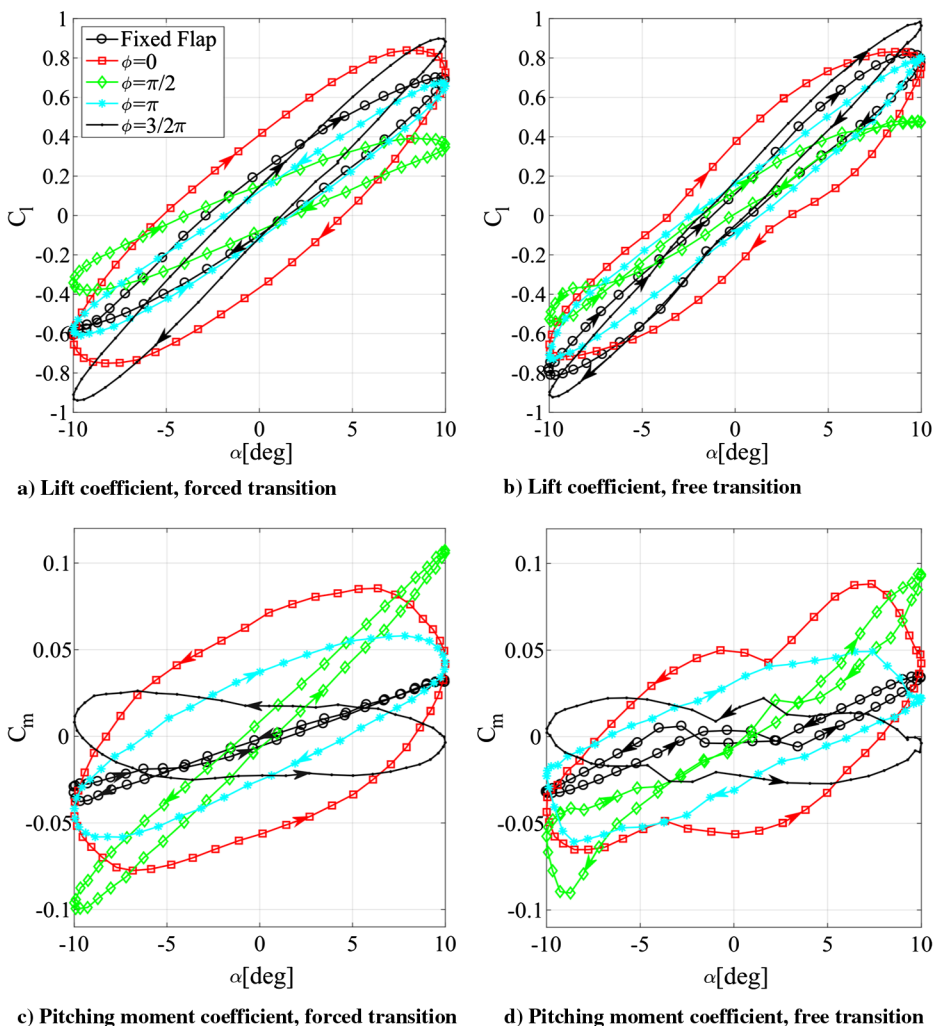 1
0.8
0.6
0.4
0.2
0
-0.2
-0.4
-0.6
-0.8
-1
C_l
Fixed Flap
ϕ=0
ϕ=π/2
ϕ=π
ϕ=3/2π
-10 -5 0 5 10
α[deg]
a) Lift coefficient, forced transition
1
0.8
0.6
0.4
0.2
0
-0.2
-0.4
-0.6
-0.8
-1
C_l
-10 -5 0 5 10
α[deg]
b) Lift coefficient, free transition
0.1
0.05
0
-0.05
-0.1
C_m
-10 -5 0 5 10
α[deg]
c) Pitching moment coefficient, forced transition
0.1
0.05
0
-0.05
-0.1
C_m
-10 -5 0 5 10
α[deg]
d) Pitching moment coefficient, free transition